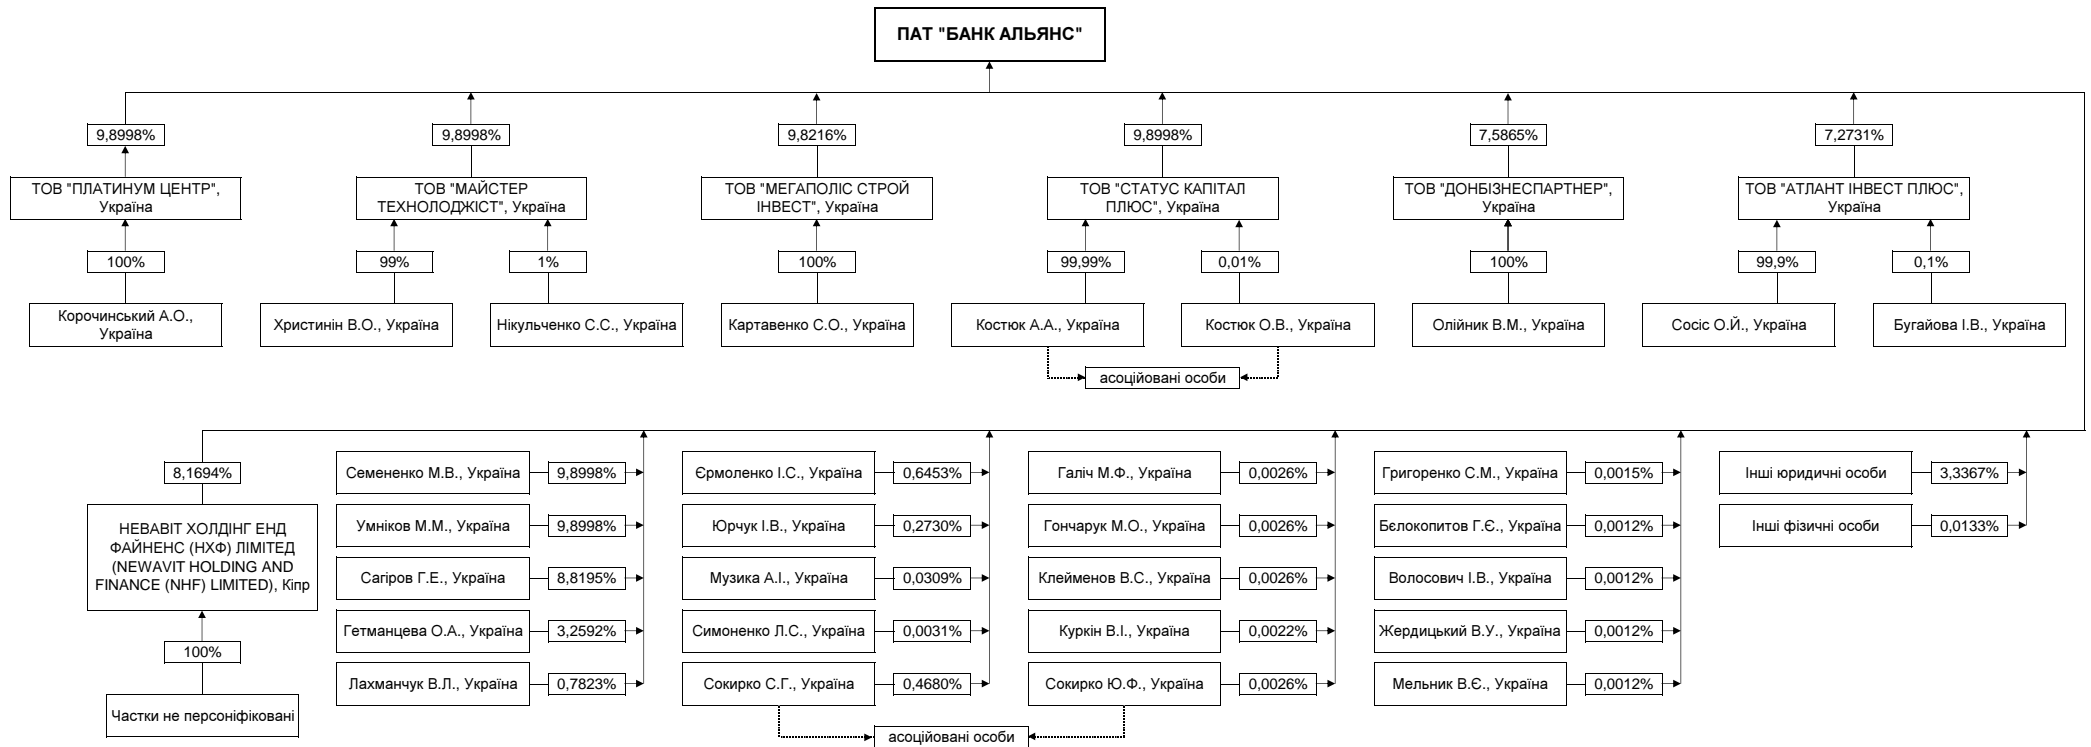 ПАТ "БАНК АЛЬЯНС"
9,8998%
9,8998%
9,8216%
9,8998%
7,5865%
7,2731%
ТОВ "ПЛАТИНУМ ЦЕНТР",
Україна
ТОВ "МАЙСТЕР
ТЕХНОЛОДЖІСТ", Україна
ТОВ "МЕГАПОЛІС СТРОЙ
ІНВЕСТ", Україна
ТОВ "СТАТУС КАПІТАЛ
ПЛЮС", Україна
ТОВ "ДОНБІЗНЕСПАРТНЕР",
Україна
ТОВ "АТЛАНТ ІНВЕСТ ПЛЮС",
Україна
100%
99%
1%
100%
99,99%
0,01%
100%
99,9%
0,1%
Корочинський А.О.,
Україна
Христинін В.О., Україна
Нікульченко С.С., Україна
Картавенко С.О., Україна
Костюк А.А., Україна
Костюк О.В., Україна
Олійник В.М., Україна
Сосіс О.Й., Україна
Бугайова І.В., Україна
асоційовані особи
8,1694%
НЕВАВІТ ХОЛДІНГ ЕНД
ФАЙНЕНС (НХФ) ЛІМІТЕД
(NEWAVIT HOLDING AND
FINANCE (NHF) LIMITED), Кіпр
100%
Частки не персоніфіковані
Семененко М.В., Україна
9,8998%
Умніков М.М., Україна
9,8998%
Сагіров Г.Е., Україна
8,8195%
Гетманцева О.А., Україна
3,2592%
Лахманчук В.Л., Україна
0,7823%
Єрмоленко І.С., Україна
0,6453%
Юрчук І.В., Україна
0,2730%
Музика А.І., Україна
0,0309%
Симоненко Л.С., Україна
0,0031%
Сокирко С.Г., Україна
0,4680%
Галіч М.Ф., Україна
0,0026%
Гончарук М.О., Україна
0,0026%
Клейменов В.С., Україна
0,0026%
Куркін В.І., Україна
0,0022%
Сокирко Ю.Ф., Україна
0,0026%
асоційовані особи
Григоренко С.М., Україна
0,0015%
Бєлокопитов Г.Є., Україна
0,0012%
Волосович І.В., Україна
0,0012%
Жердицький В.У., Україна
0,0012%
Мельник В.Є., Україна
0,0012%
Інші юридичні особи
3,3367%
Інші фізичні особи
0,0133%